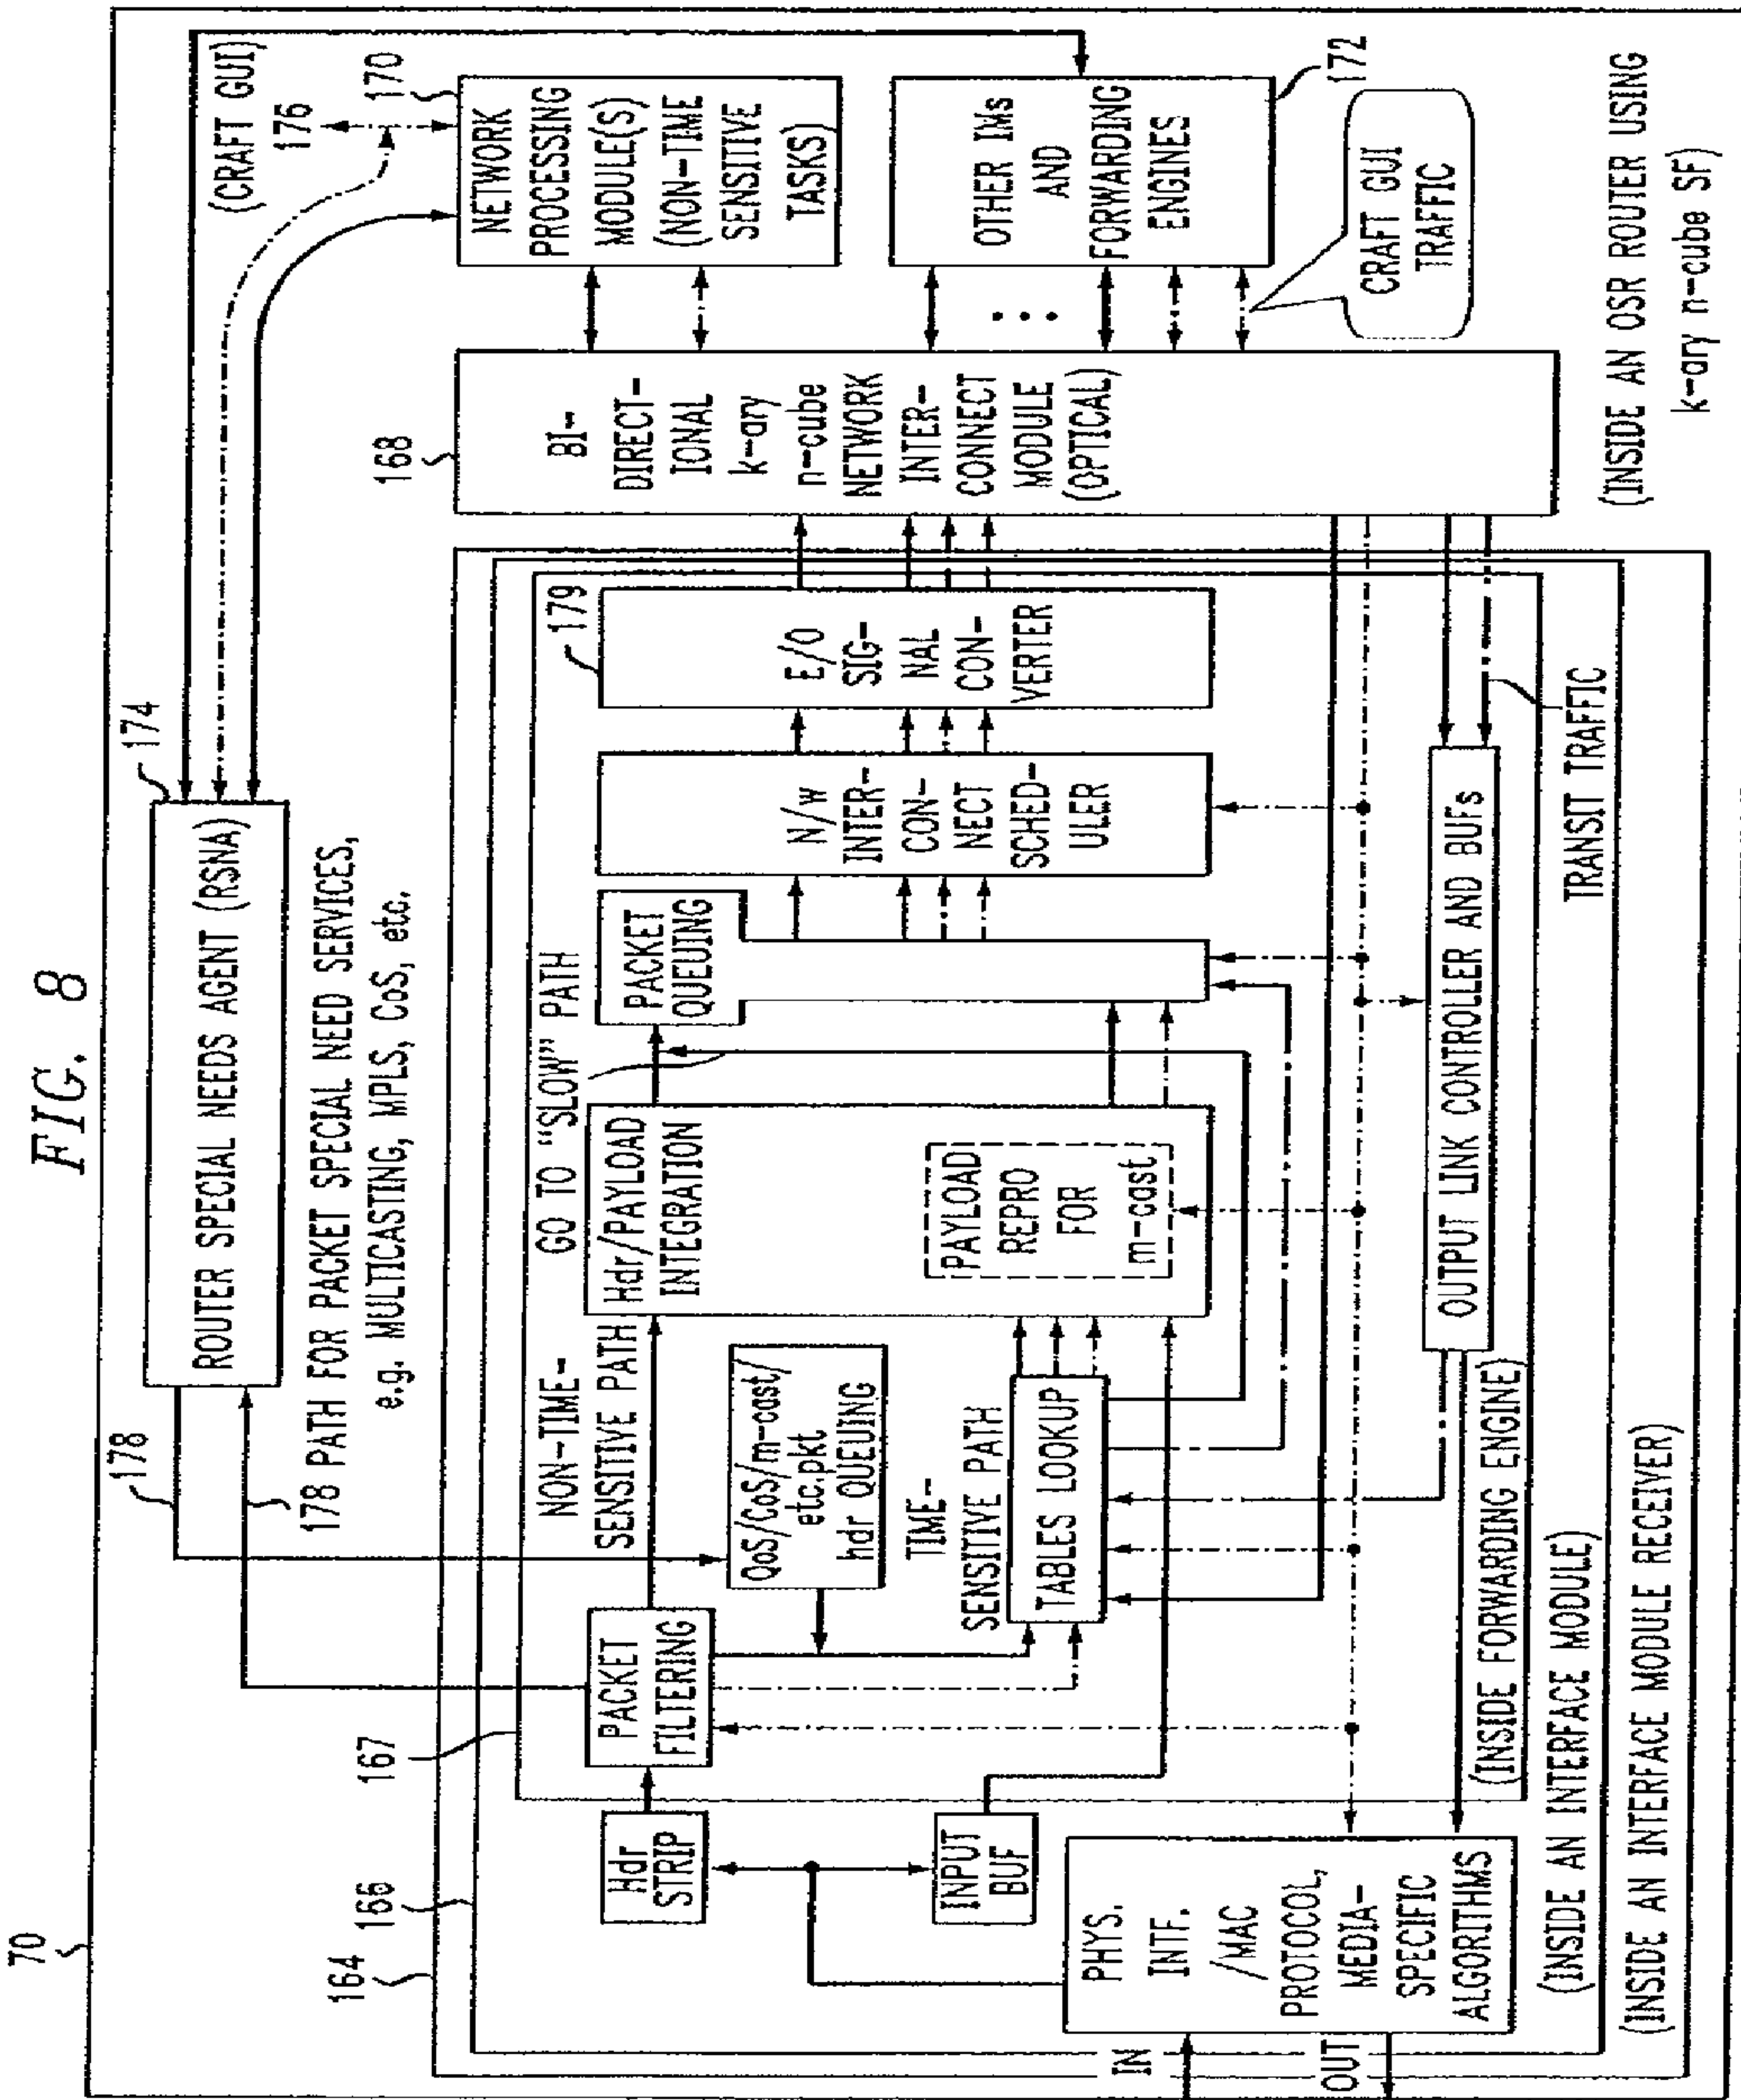 FIG. 8
70
164
166
167
178
174
ROUTER SPECIAL NEEDS AGENT (RSNA)
178 PATH FOR PACKET SPECIAL NEED SERVICES,
e.g. MULTICASTING, MPLS, CoS, etc.
(CRAFT GUI)
176
170
NETWORK
PROCESSING
MODULE(S)
(NON-TIME
SENSITIVE
TASKS)
168
BI-
DIRECT-
IONAL
k-ary
n-cube
NETWORK
INTER-
CONNECT
MODULE
(OPTICAL)
172
OTHER IMs
AND
FORWARDING
ENGINES
CRAFT GUI
TRAFFIC
179
E/O
SIG-
NAL
CON-
VERTER
N/w
INTER-
CON-
NECT
SCHED-
ULER
PACKET
QUEUING
GO TO "SLOW" PATH
Hdr/PAYLOAD
INTEGRATION
PAYLOAD
REPRO
FOR
m-cast
NON-TIME-
SENSITIVE PATH
QoS/CoS/m-cast/
etc.pkt
hdr QUEUING
TIME-
SENSITIVE PATH
TABLES LOOKUP
PACKET
FILTERING
Hdr
STRIP
INPUT
BUF
PHYS.
INTF.
/MAC
PROTOCOL,
MEDIA-
SPECIFIC
ALGORITHMS
IN
OUT
OUTPUT LINK CONTROLLER AND BUFs
TRANSIT TRAFFIC
(INSIDE FORWARDING ENGINE)
(INSIDE AN INTERFACE MODULE)
(INSIDE AN INTERFACE MODULE RECEIVER)
(INSIDE AN OSR ROUTER USING
k-ary n-cube SF)